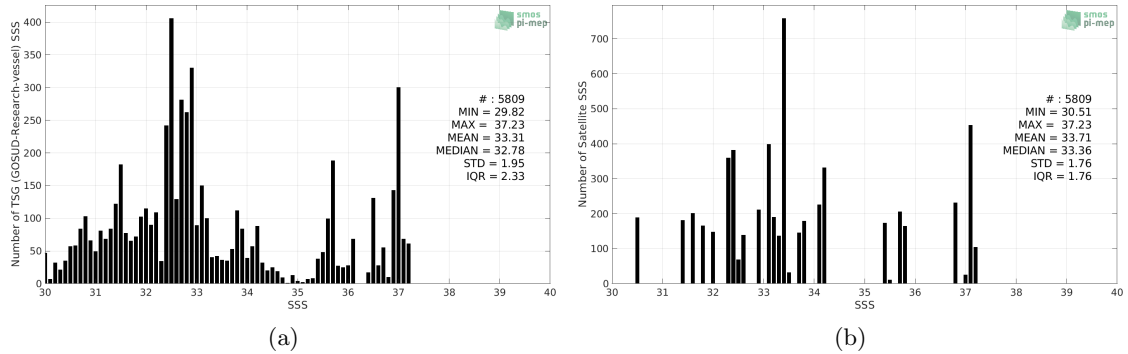 smos
pi-mep
Number of TSG (GOSUD-Research-vessel) SSS
400
350
300
250
200
150
100
50
0
# : 5809
MIN = 29.82
MAX = 37.23
MEAN = 33.31
MEDIAN = 32.78
STD = 1.95
IQR = 2.33
30 31 32 33 34 35 36 37 38 39 40
SSS
(a)
smos
pi-mep
Number of Satellite SSS
700
600
500
400
300
200
100
0
# : 5809
MIN = 30.51
MAX = 37.23
MEAN = 33.71
MEDIAN = 33.36
STD = 1.76
IQR = 1.76
30 31 32 33 34 35 36 37 38 39 40
SSS
(b)